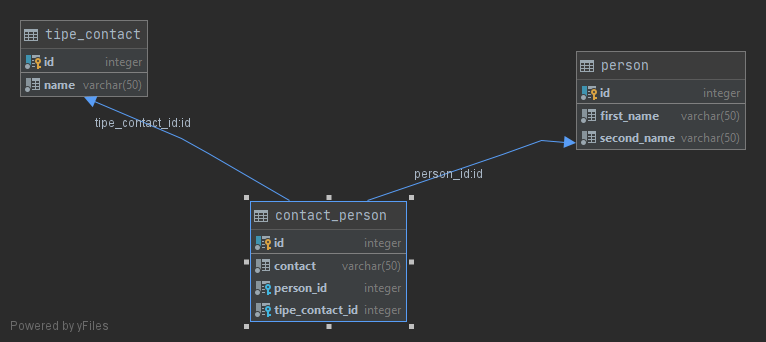 tipe_contact
id integer
name varchar(50)
person
id integer
first_name varchar(50)
second_name varchar(50)
tipe_contact_id:id
person_id:id
contact_person
id integer
contact varchar(50)
person_id integer
tipe_contact_id integer
Powered by yFiles